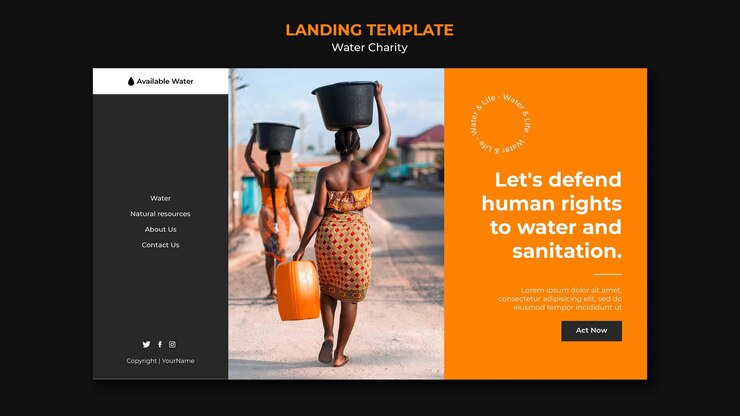 LANDING TEMPLATE
Water Charity
Available Water
Water
Natural resources
About Us
Contact Us
Copyright | YourName
Water & Life - Water & Life - Water & Life -
Let's defend
human rights
to water and
sanitation.
Lorem ipsum dolor sit amet,
consectetur adipisicing elit, sed do
eiusmod tempor incididunt ut
Act Now